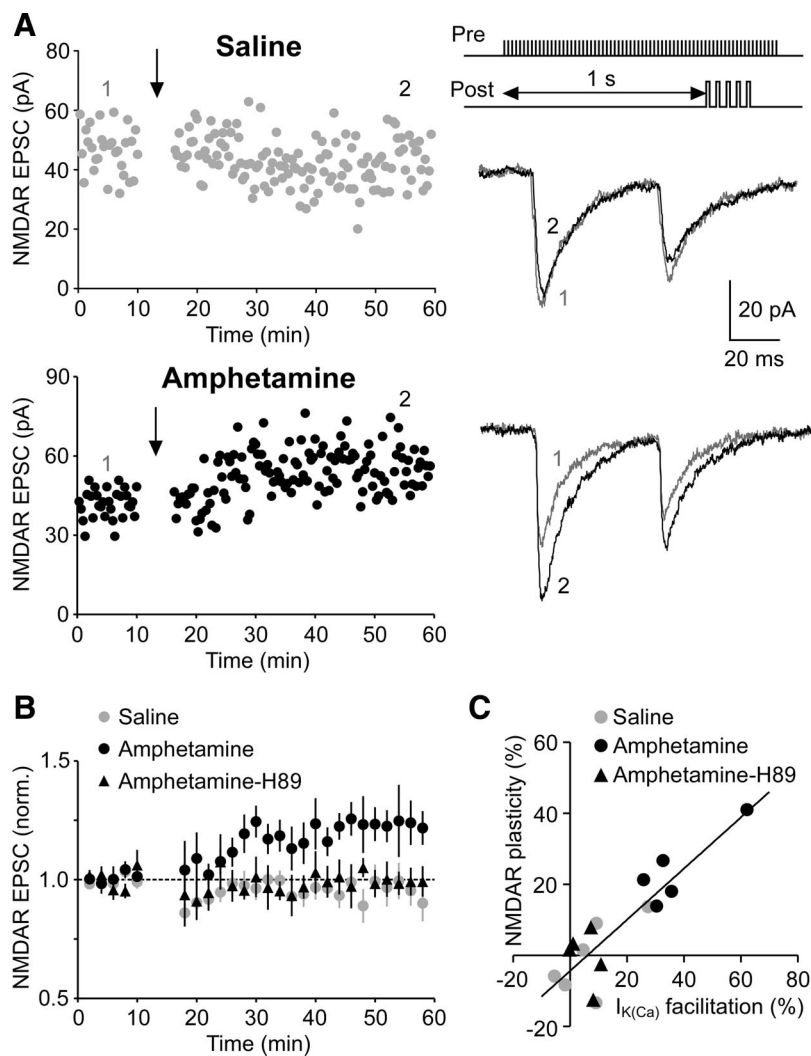 A
Saline
NMDAR EPSC (pA)
80
60
40
20
0
1
2
0 10 20 30 40 50 60
Time (min)
Pre
Post
1 s
2
1
20 pA
20 ms
Amphetamine
NMDAR EPSC (pA)
90
60
30
0
1
2
0 10 20 30 40 50 60
Time (min)
1
2
B
Saline
Amphetamine
Amphetamine-H89
NMDAR EPSC (norm.)
1.5
1.0
0.5
0 10 20 30 40 50 60
Time (min)
C
Saline
Amphetamine
Amphetamine-H89
NMDAR plasticity (%)
60
40
20
-20 20 40 60 80
-20
IK(Ca) facilitation (%)